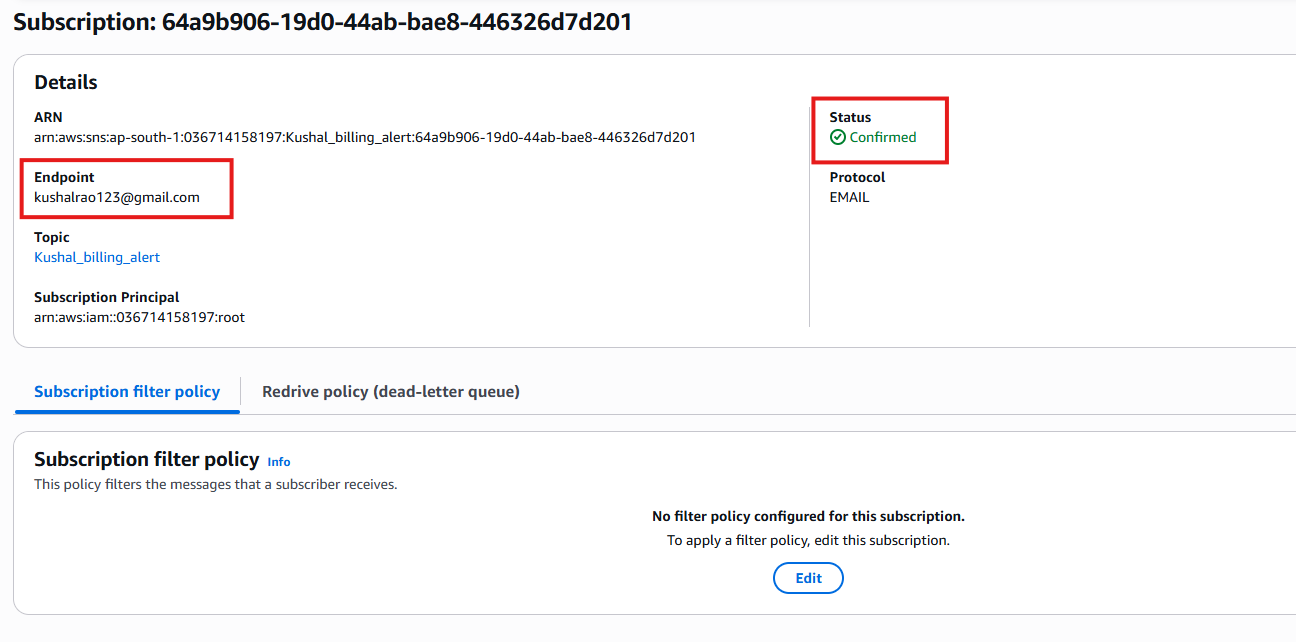 Subscription: 64a9b906-19d0-44ab-bae8-446326d7d201
Details
ARN
arn:aws:sns:ap-south-1:036714158197:Kushal_billing_alert:64a9b906-19d0-44ab-bae8-446326d7d201
Endpoint
kushalrao123@gmail.com
Topic
Kushal_billing_alert
Subscription Principal
arn:aws:iam::036714158197:root
Status
Confirmed
Protocol
EMAIL
Subscription filter policy
Redrive policy (dead-letter queue)
Subscription filter policy Info
This policy filters the messages that a subscriber receives.
No filter policy configured for this subscription.
To apply a filter policy, edit this subscription.
Edit